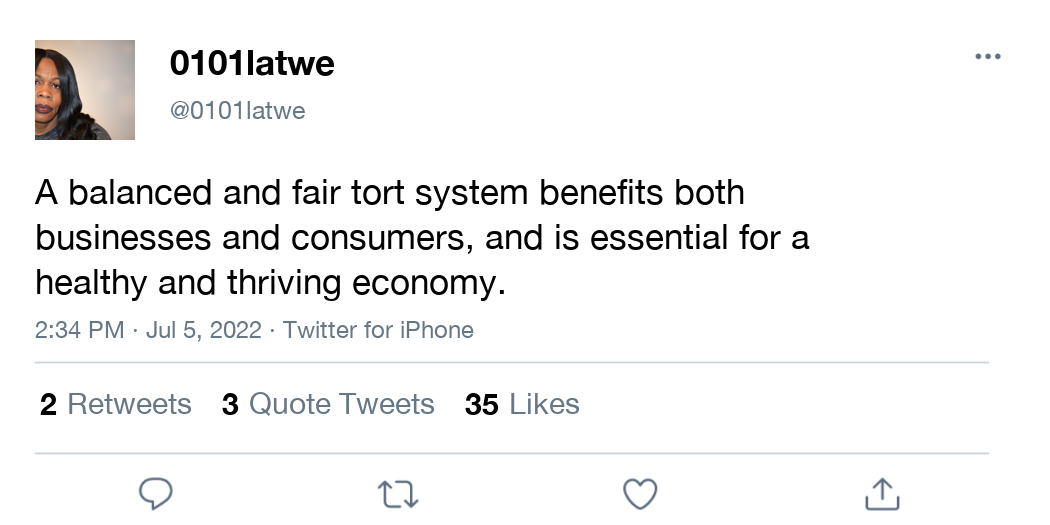 0101latwe
@0101latwe
A balanced and fair tort system benefits both
businesses and consumers, and is essential for a
healthy and thriving economy.
2:34 PM · Jul 5, 2022 · Twitter for iPhone
2 Retweets 3 Quote Tweets 35 Likes